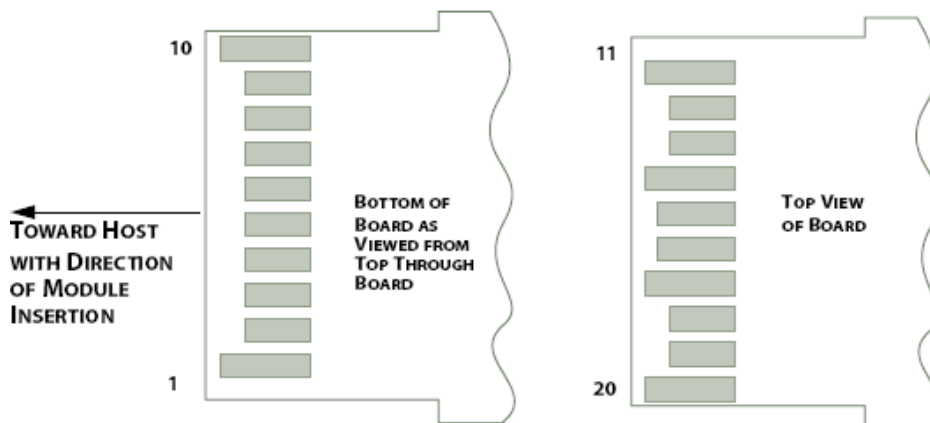 10
1
TOWARD HOST
WITH DIRECTION
OF MODULE
INSERTION
BOTTOM OF
BOARD AS
VIEWED FROM
TOP THROUGH
BOARD
11
20
TOP VIEW
OF BOARD